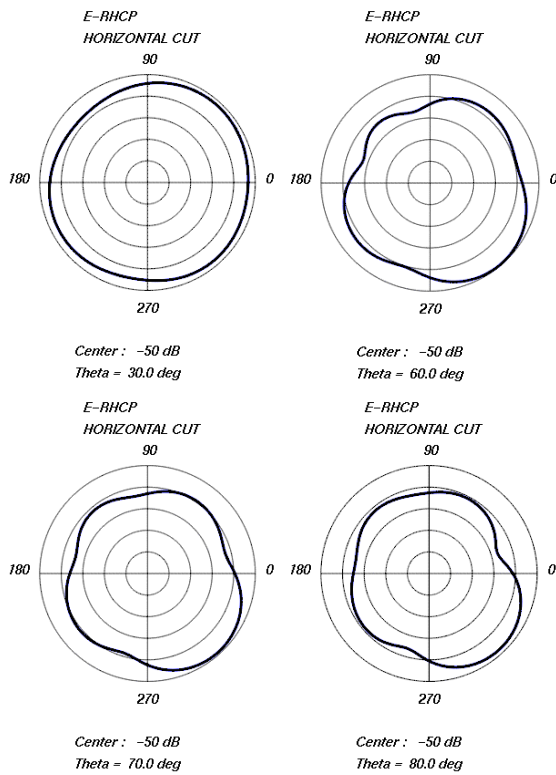 E-RHCP
HORIZONTAL CUT
90
180
0
270
Center : -50 dB
Theta = 30.0 deg
E-RHCP
HORIZONTAL CUT
90
180
0
270
Center : -50 dB
Theta = 60.0 deg
E-RHCP
HORIZONTAL CUT
90
180
0
270
Center : -50 dB
Theta = 70.0 deg
E-RHCP
HORIZONTAL CUT
90
180
0
270
Center : -50 dB
Theta = 80.0 deg